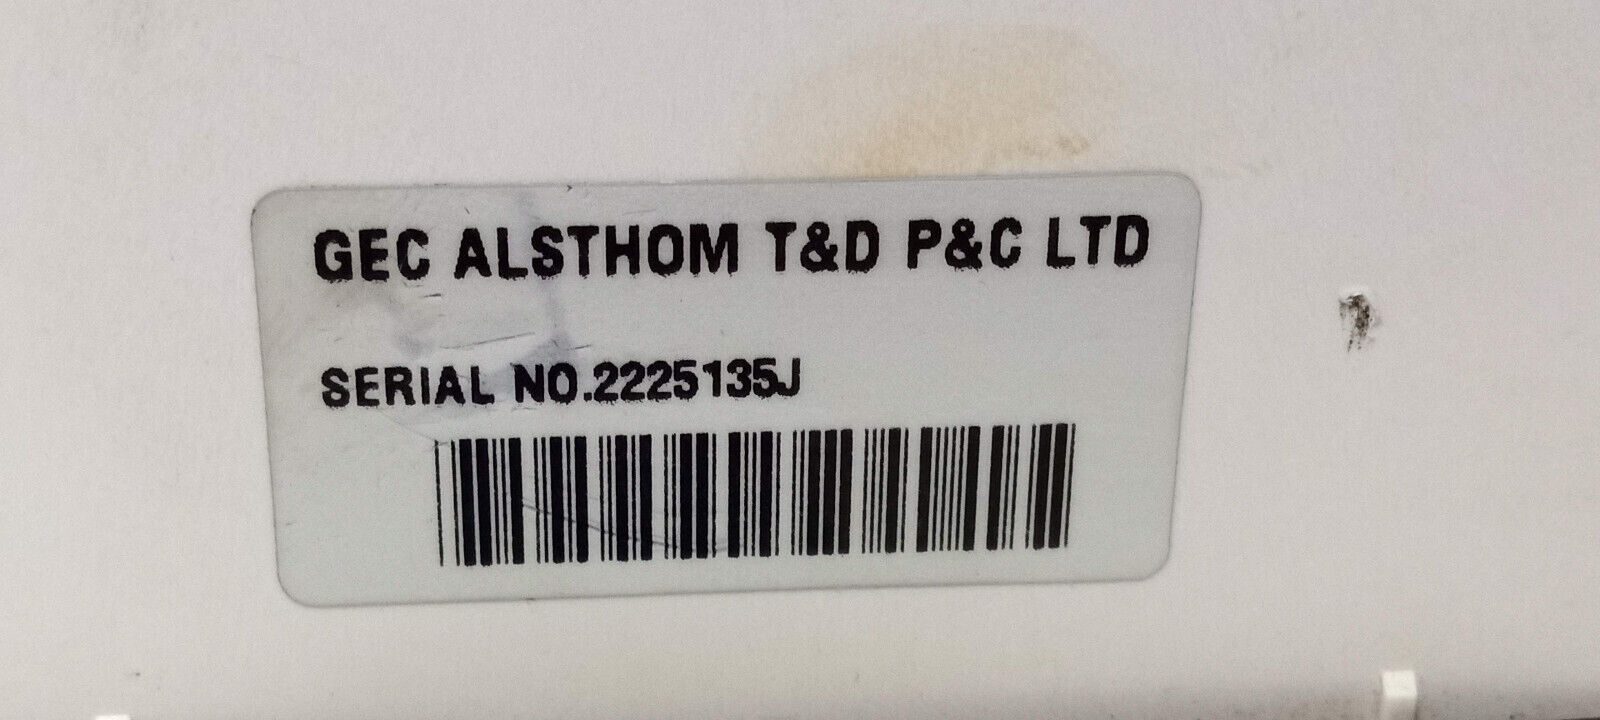 GEC ALSTHOM T&D P&C LTD
SERIAL NO.2225135J